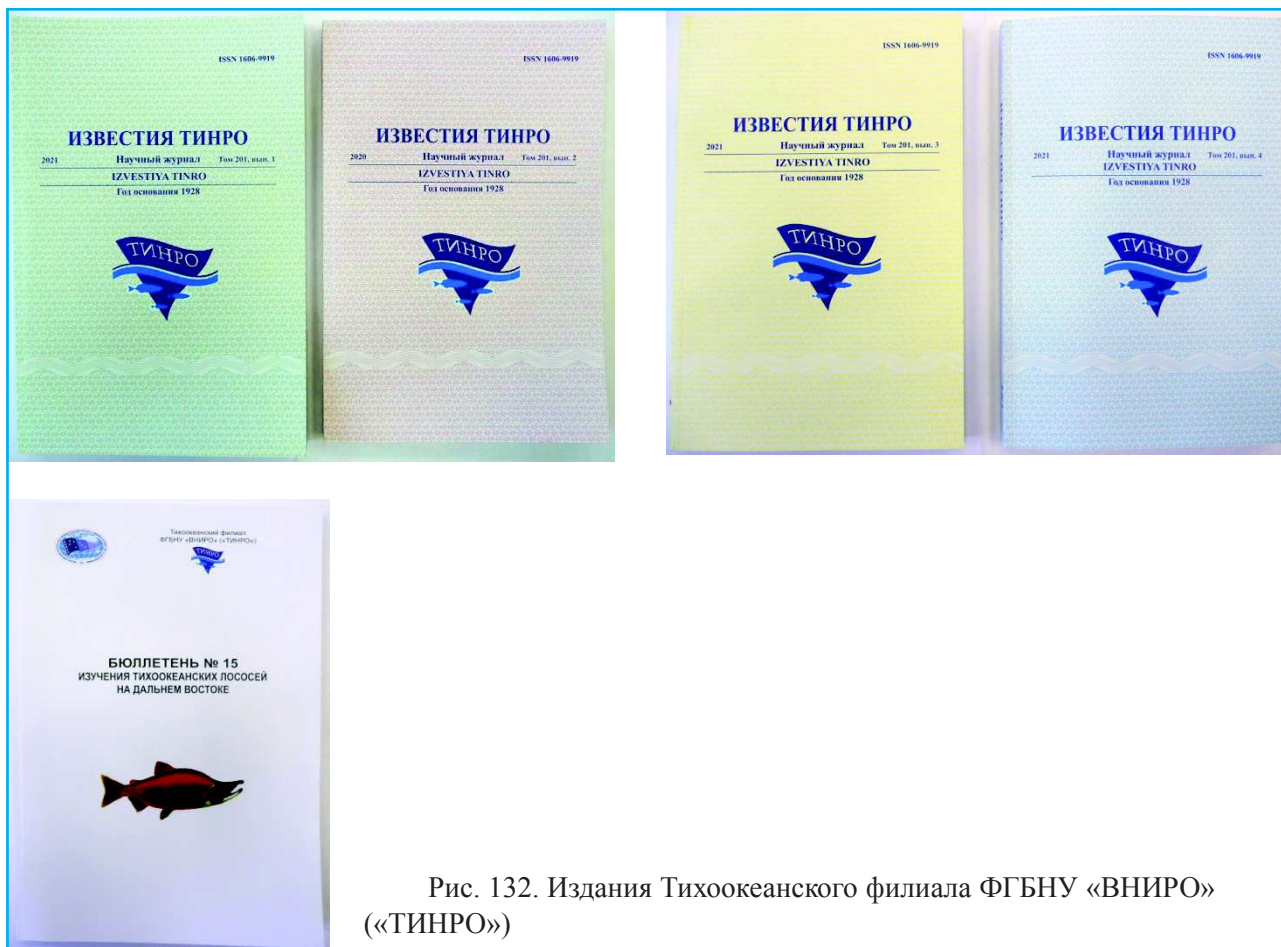 ISSN 1606-9919
ИЗВЕСТИЯ ТИНРО
2021 Научный журнал Том 201, вып. 1
IZVESTIYA TINRO
Год основания 1928
ТИНРО
ISSN 1606-9919
ИЗВЕСТИЯ ТИНРО
2020 Научный журнал Том 201, вып. 2
IZVESTIYA TINRO
Год основания 1928
ТИНРО
ISSN 1606-9919
ИЗВЕСТИЯ ТИНРО
2021 Научный журнал Том 201, вып. 3
IZVESTIYA TINRO
Год основания 1928
ТИНРО
ISSN 1606-9919
ИЗВЕСТИЯ ТИНРО
2021 Научный журнал Том 201, вып. 4
IZVESTIYA TINRO
Год основания 1928
ТИНРО
Тихоокеанский филиал
ФГБНУ «ВНИРО» («ТИНРО»)
ТИНРО
БЮЛЛЕТЕНЬ № 15
ИЗУЧЕНИЯ ТИХООКЕАНСКИХ ЛОСОСЕЙ
НА ДАЛЬНЕМ ВОСТОКЕ
Рис. 132. Издания Тихоокеанского филиала ФГБНУ «ВНИРО»
(«ТИНРО»)